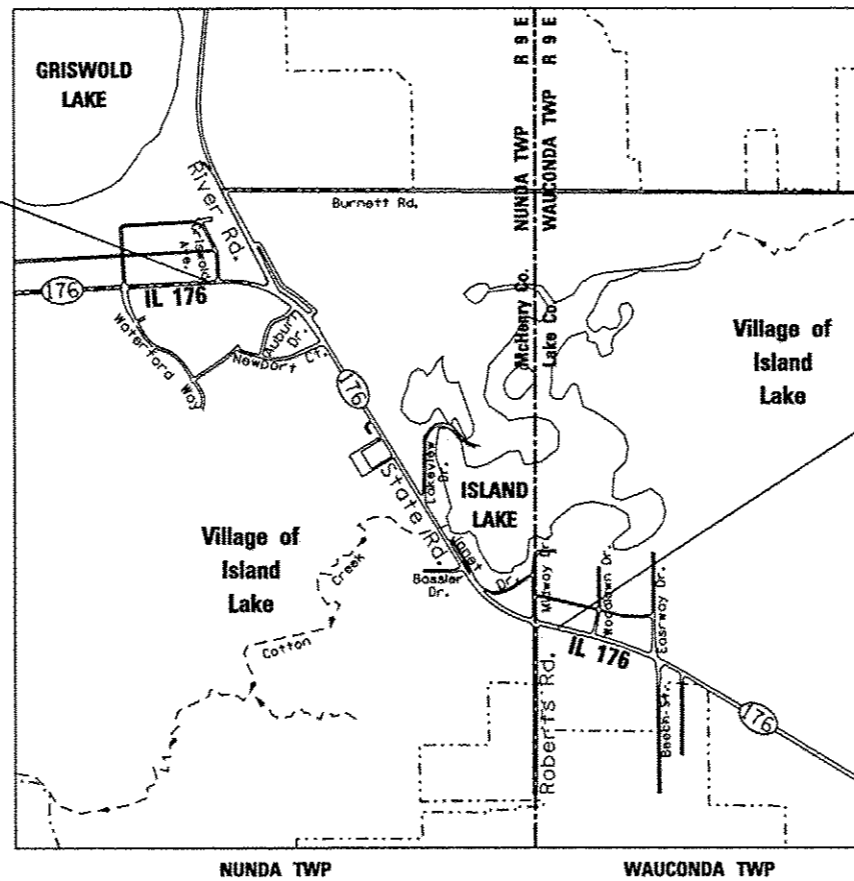 GRISWOLD
LAKE
NUNDA TWP R 9 E
WAUCONDA TWP R 9 E
River Rd.
Burnett Rd.
Griswold
Ave.
176
IL 176
McHenry Co.
Lake Co.
Village of
Island
Lake
Waterford Way
Auburn
Dr.
Newport Ct.
176
State Rd.
Lakeview
Dr.
ISLAND
LAKE
Village of
Island
Lake
Janet
Dr.
Midway Dr.
Woodlawn Dr.
Eastway Dr.
Creek
Bassler
Dr.
Cotton
IL 176
Roberts Rd.
Beech St.
176
NUNDA TWP
WAUCONDA TWP